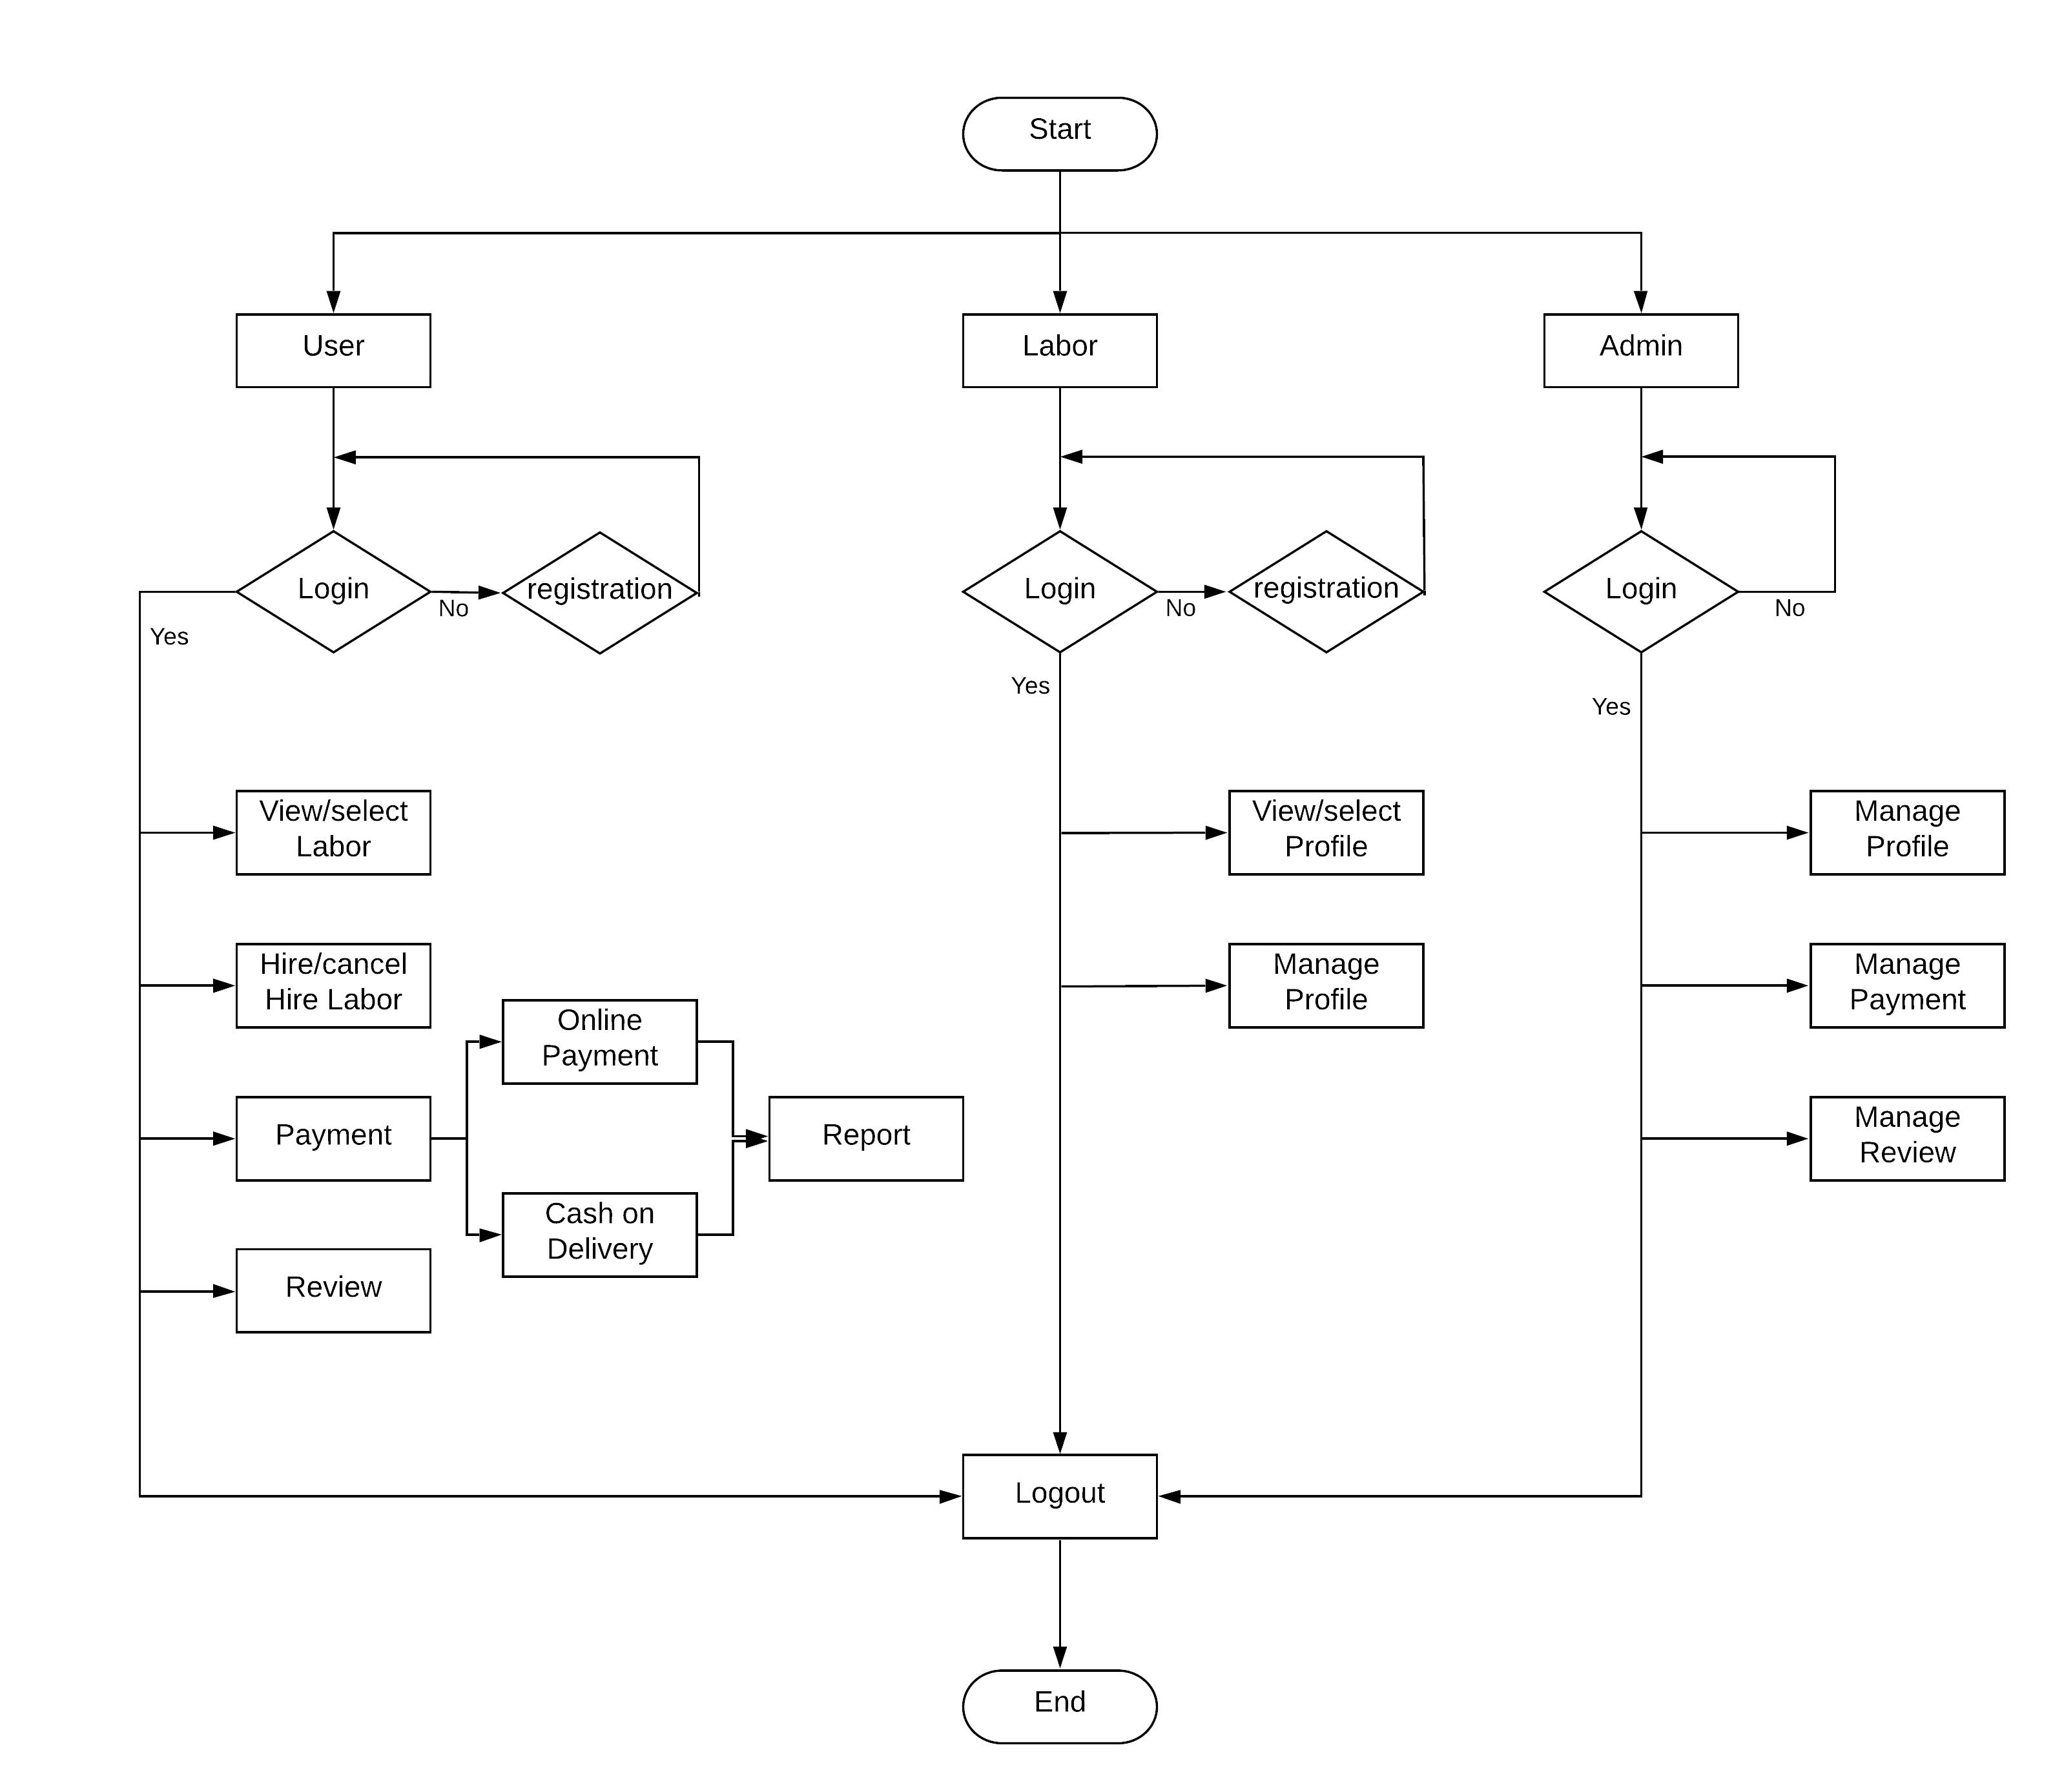 Start
User
Labor
Admin
Login
No
registration
Yes
Login
No
registration
Yes
Login
No
Yes
View/select
Labor
Hire/cancel
Hire Labor
Payment
Online
Payment
Cash on
Delivery
Report
Review
View/select
Profile
Manage
Profile
Manage
Profile
Manage
Payment
Manage
Review
Logout
End